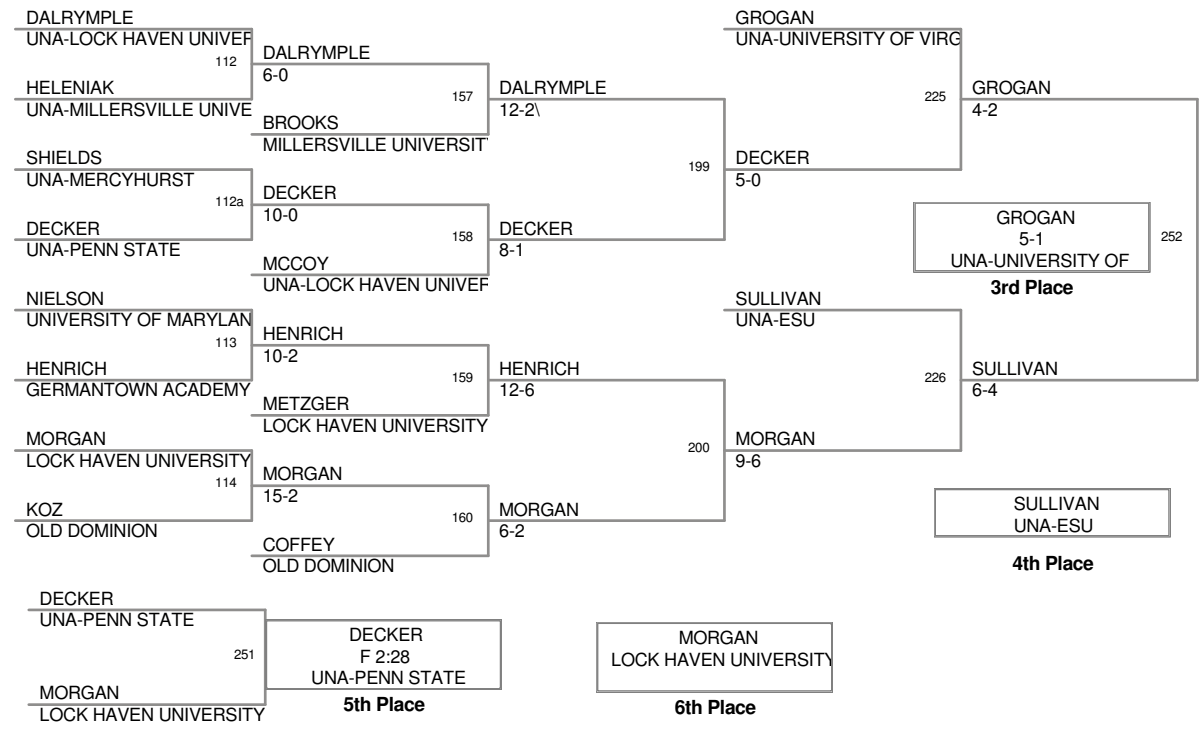 DALRYMPLE
UNA-LOCK HAVEN UNIVER
112
HELENIAK
UNA-MILLERSVILLE UNIVE
SHIELDS
UNA-MERCYHURST
112a
DECKER
UNA-PENN STATE
NIELSON
UNIVERSITY OF MARYLAN
113
HENRICH
GERMANTOWN ACADEMY
MORGAN
LOCK HAVEN UNIVERSITY
114
KOZ
OLD DOMINION
DALRYMPLE
6-0
157
BROOKS
MILLERSVILLE UNIVERSIT
DECKER
10-0
158
MCCOY
UNA-LOCK HAVEN UNIVER
HENRICH
10-2
159
METZGER
LOCK HAVEN UNIVERSITY
MORGAN
15-2
160
COFFEY
OLD DOMINION
DALRYMPLE
12-2\
199
DECKER
8-1
HENRICH
12-6
200
MORGAN
6-2
GROGAN
UNA-UNIVERSITY OF VIRG
225
DECKER
5-0
SULLIVAN
UNA-ESU
226
MORGAN
9-6
GROGAN
4-2
252
SULLIVAN
6-4
GROGAN
5-1
UNA-UNIVERSITY OF
3rd Place
SULLIVAN
UNA-ESU
4th Place
DECKER
UNA-PENN STATE
251
MORGAN
LOCK HAVEN UNIVERSITY
DECKER
F 2:28
UNA-PENN STATE
5th Place
MORGAN
LOCK HAVEN UNIVERSITY
6th Place